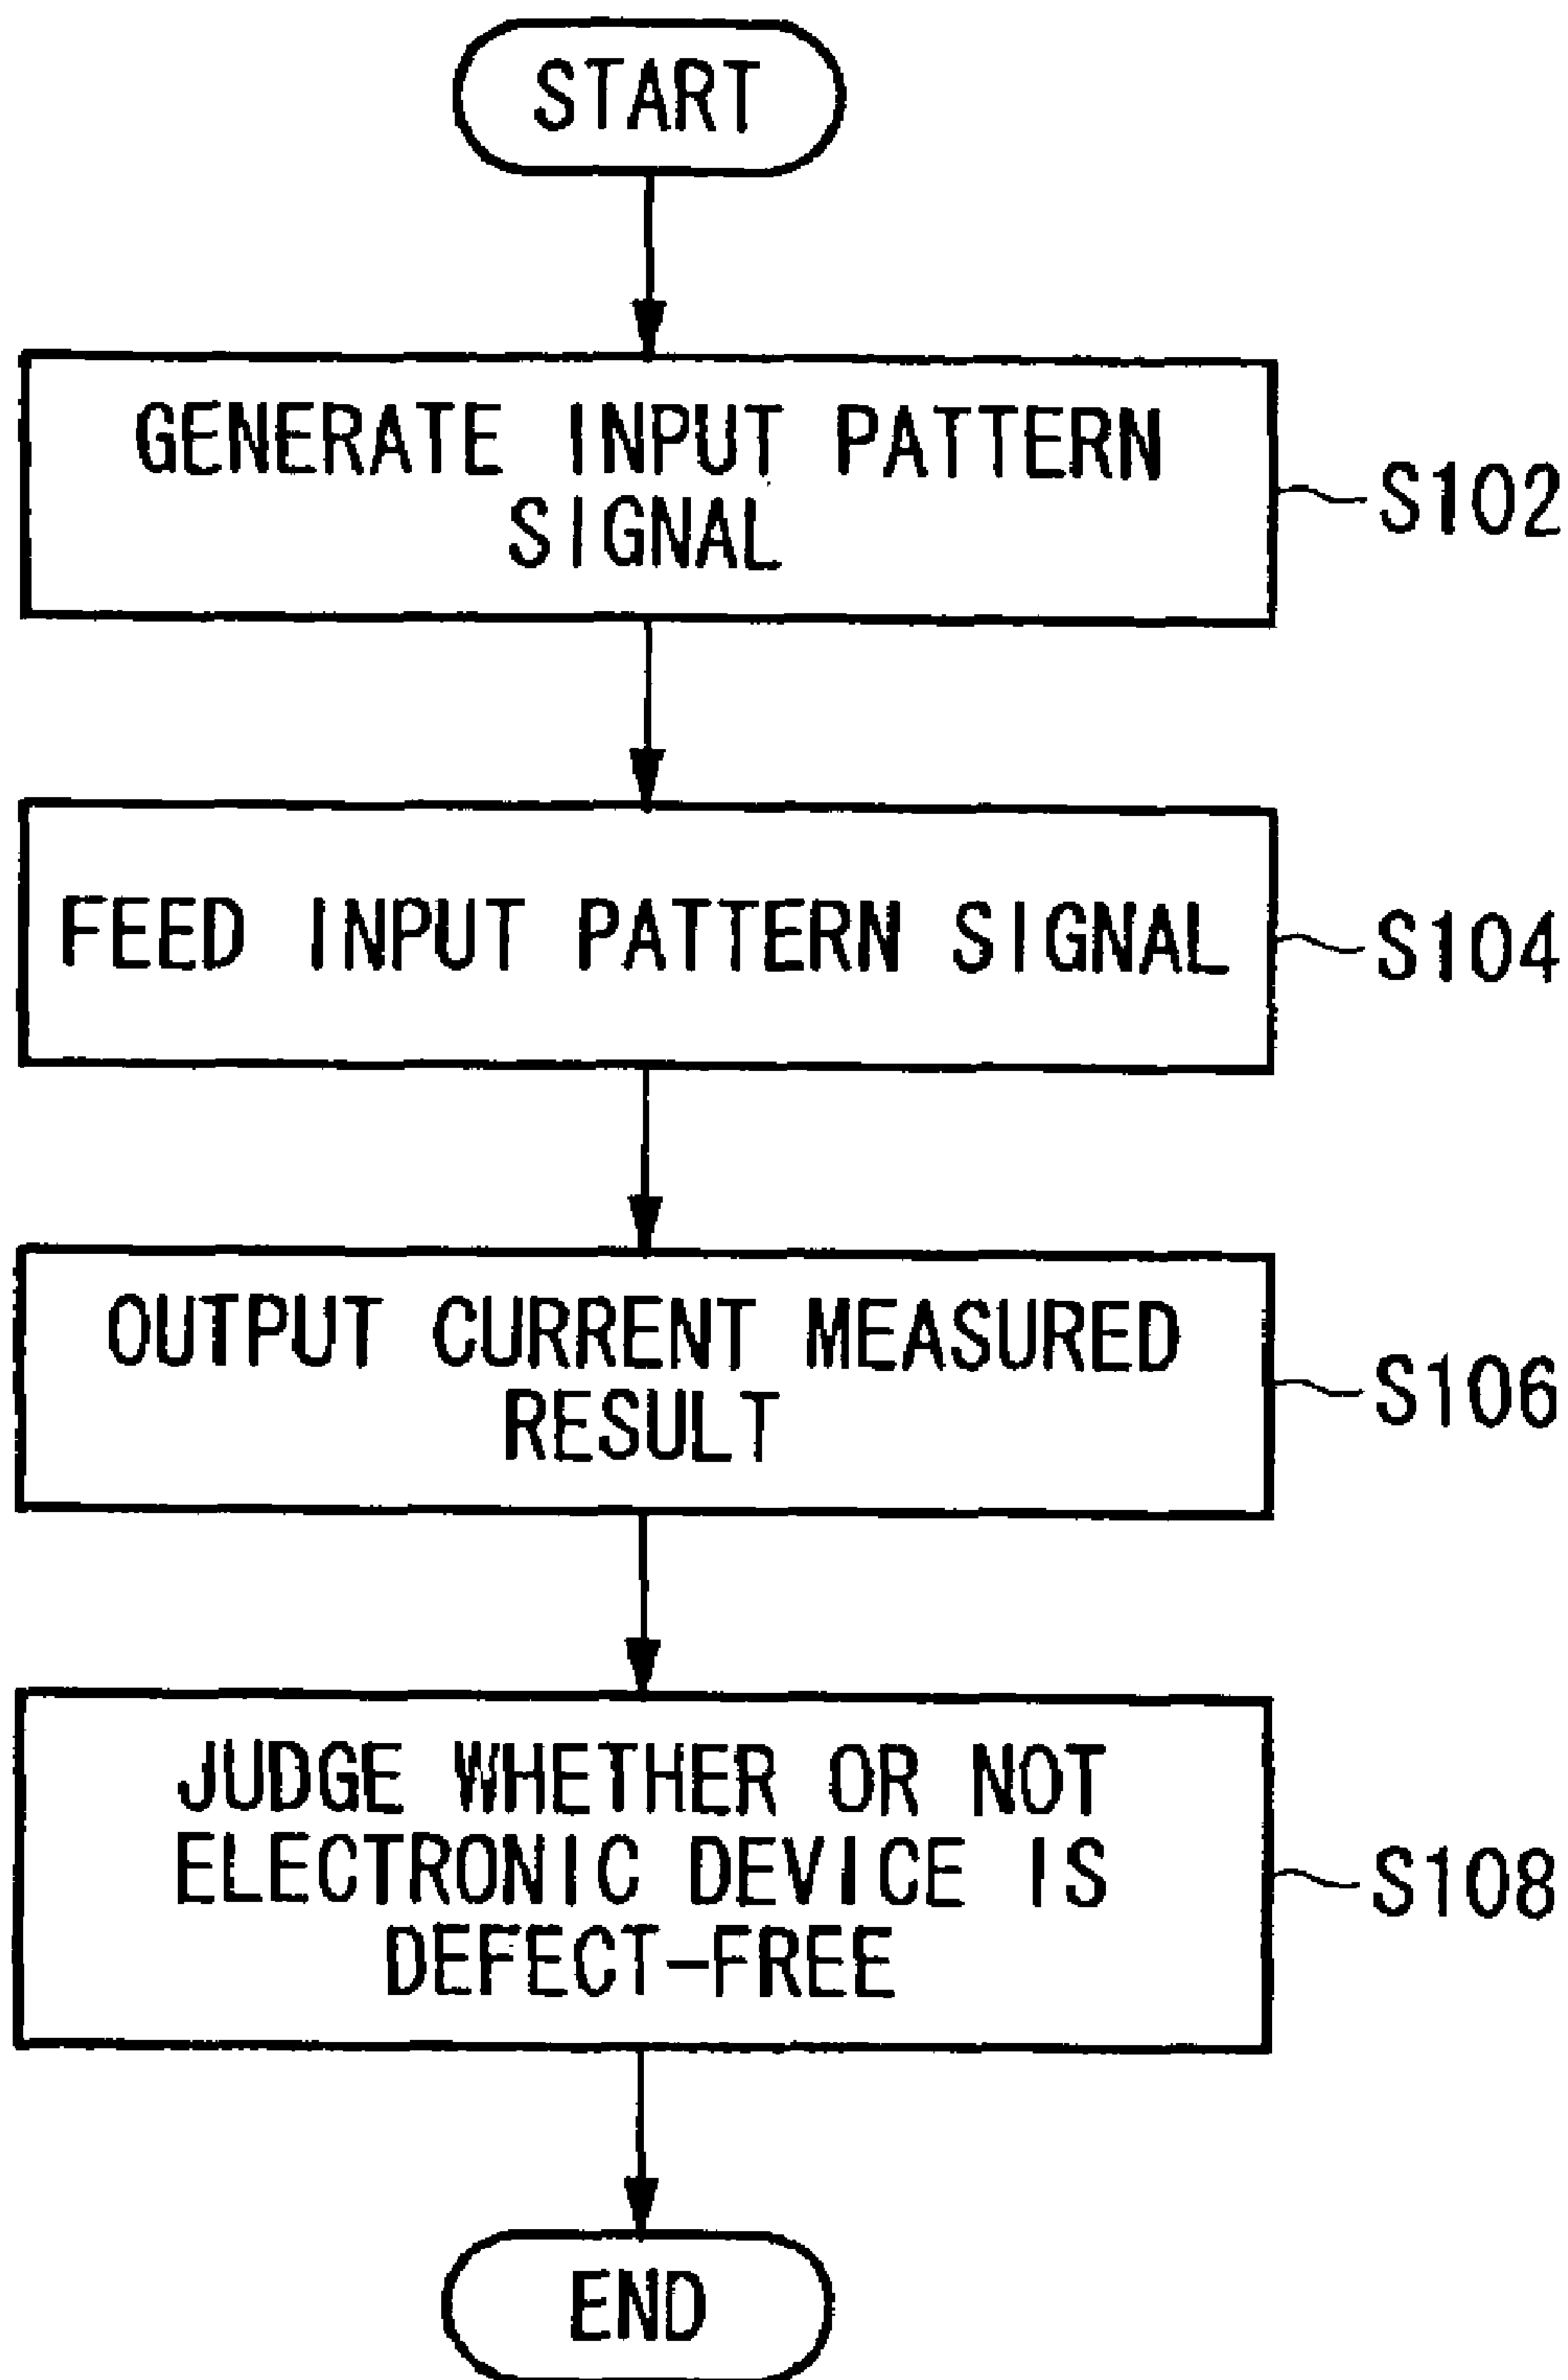 START
GENERATE INPUT PATTERN
SIGNAL
S102
FEED INPUT PATTERN SIGNAL
S104
OUTPUT CURRENT MEASURED
RESULT
S106
JUDGE WHETHER OR NOT
ELECTRONIC DEVICE IS
DEFECT-FREE
S108
END